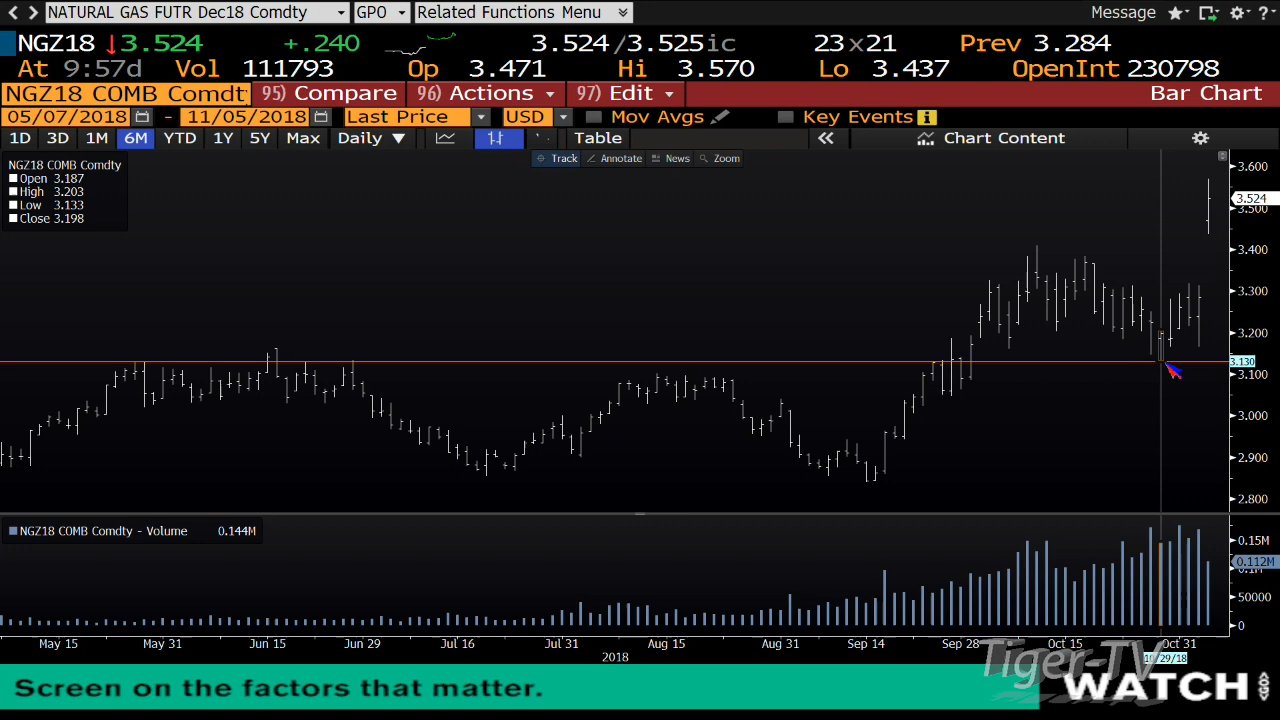 NATURAL GAS FUTR Dec18 Comdty GPO Related Functions Menu Message ?
NGZ18 ↓3.524 +.240 3.524/3.525ic 23x21 Prev 3.284
At 9:57d Vol 111793 Op 3.471 Hi 3.570 Lo 3.437 OpenInt 230798
NGZ18 COMB Comdt 95) Compare 96) Actions 97) Edit Bar Chart
05/07/2018 - 11/05/2018 Last Price USD Mov Avgs Key Events i
1D 3D 1M 6M YTD 1Y 5Y Max Daily ▼ Table « Chart Content
Track Annotate News Zoom
NGZ18 COMB Comdty
Open 3.187
High 3.203
Low 3.133
Close 3.198
3.600
3.524
3.500
3.400
3.300
3.200
3.130
3.100
3.000
2.900
2.800
NGZ18 COMB Comdty - Volume 0.144M
0.15M
0.112M
50000
0
May 15 May 31 Jun 15 Jun 29 Jul 16 Jul 31 Aug 15 Aug 31 Sep 14 Sep 28 Oct 15 Oct 31
2018
10/29/18
Tiger-TV
Screen on the factors that matter.
WATCH